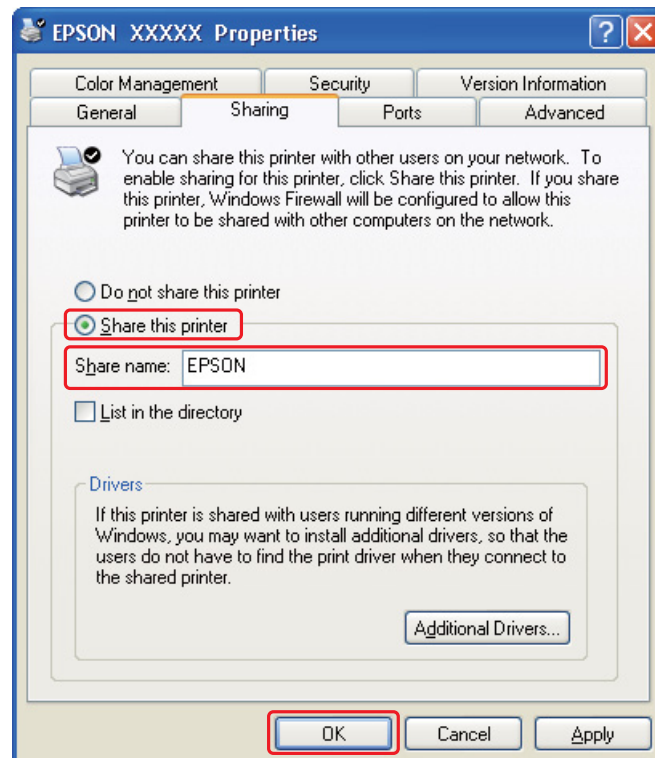 EPSON XXXXX Properties
?
X
Color Management
Security
Version Information
General
Sharing
Ports
Advanced
You can share this printer with other users on your network. To
enable sharing for this printer, click Share this printer. If you share
this printer, Windows Firewall will be configured to allow this
printer to be shared with other computers on the network.
Do not share this printer
Share this printer
Share name: EPSON
List in the directory
Drivers
If this printer is shared with users running different versions of
Windows, you may want to install additional drivers, so that the
users do not have to find the print driver when they connect to
the shared printer.
Additional Drivers...
OK
Cancel
Apply